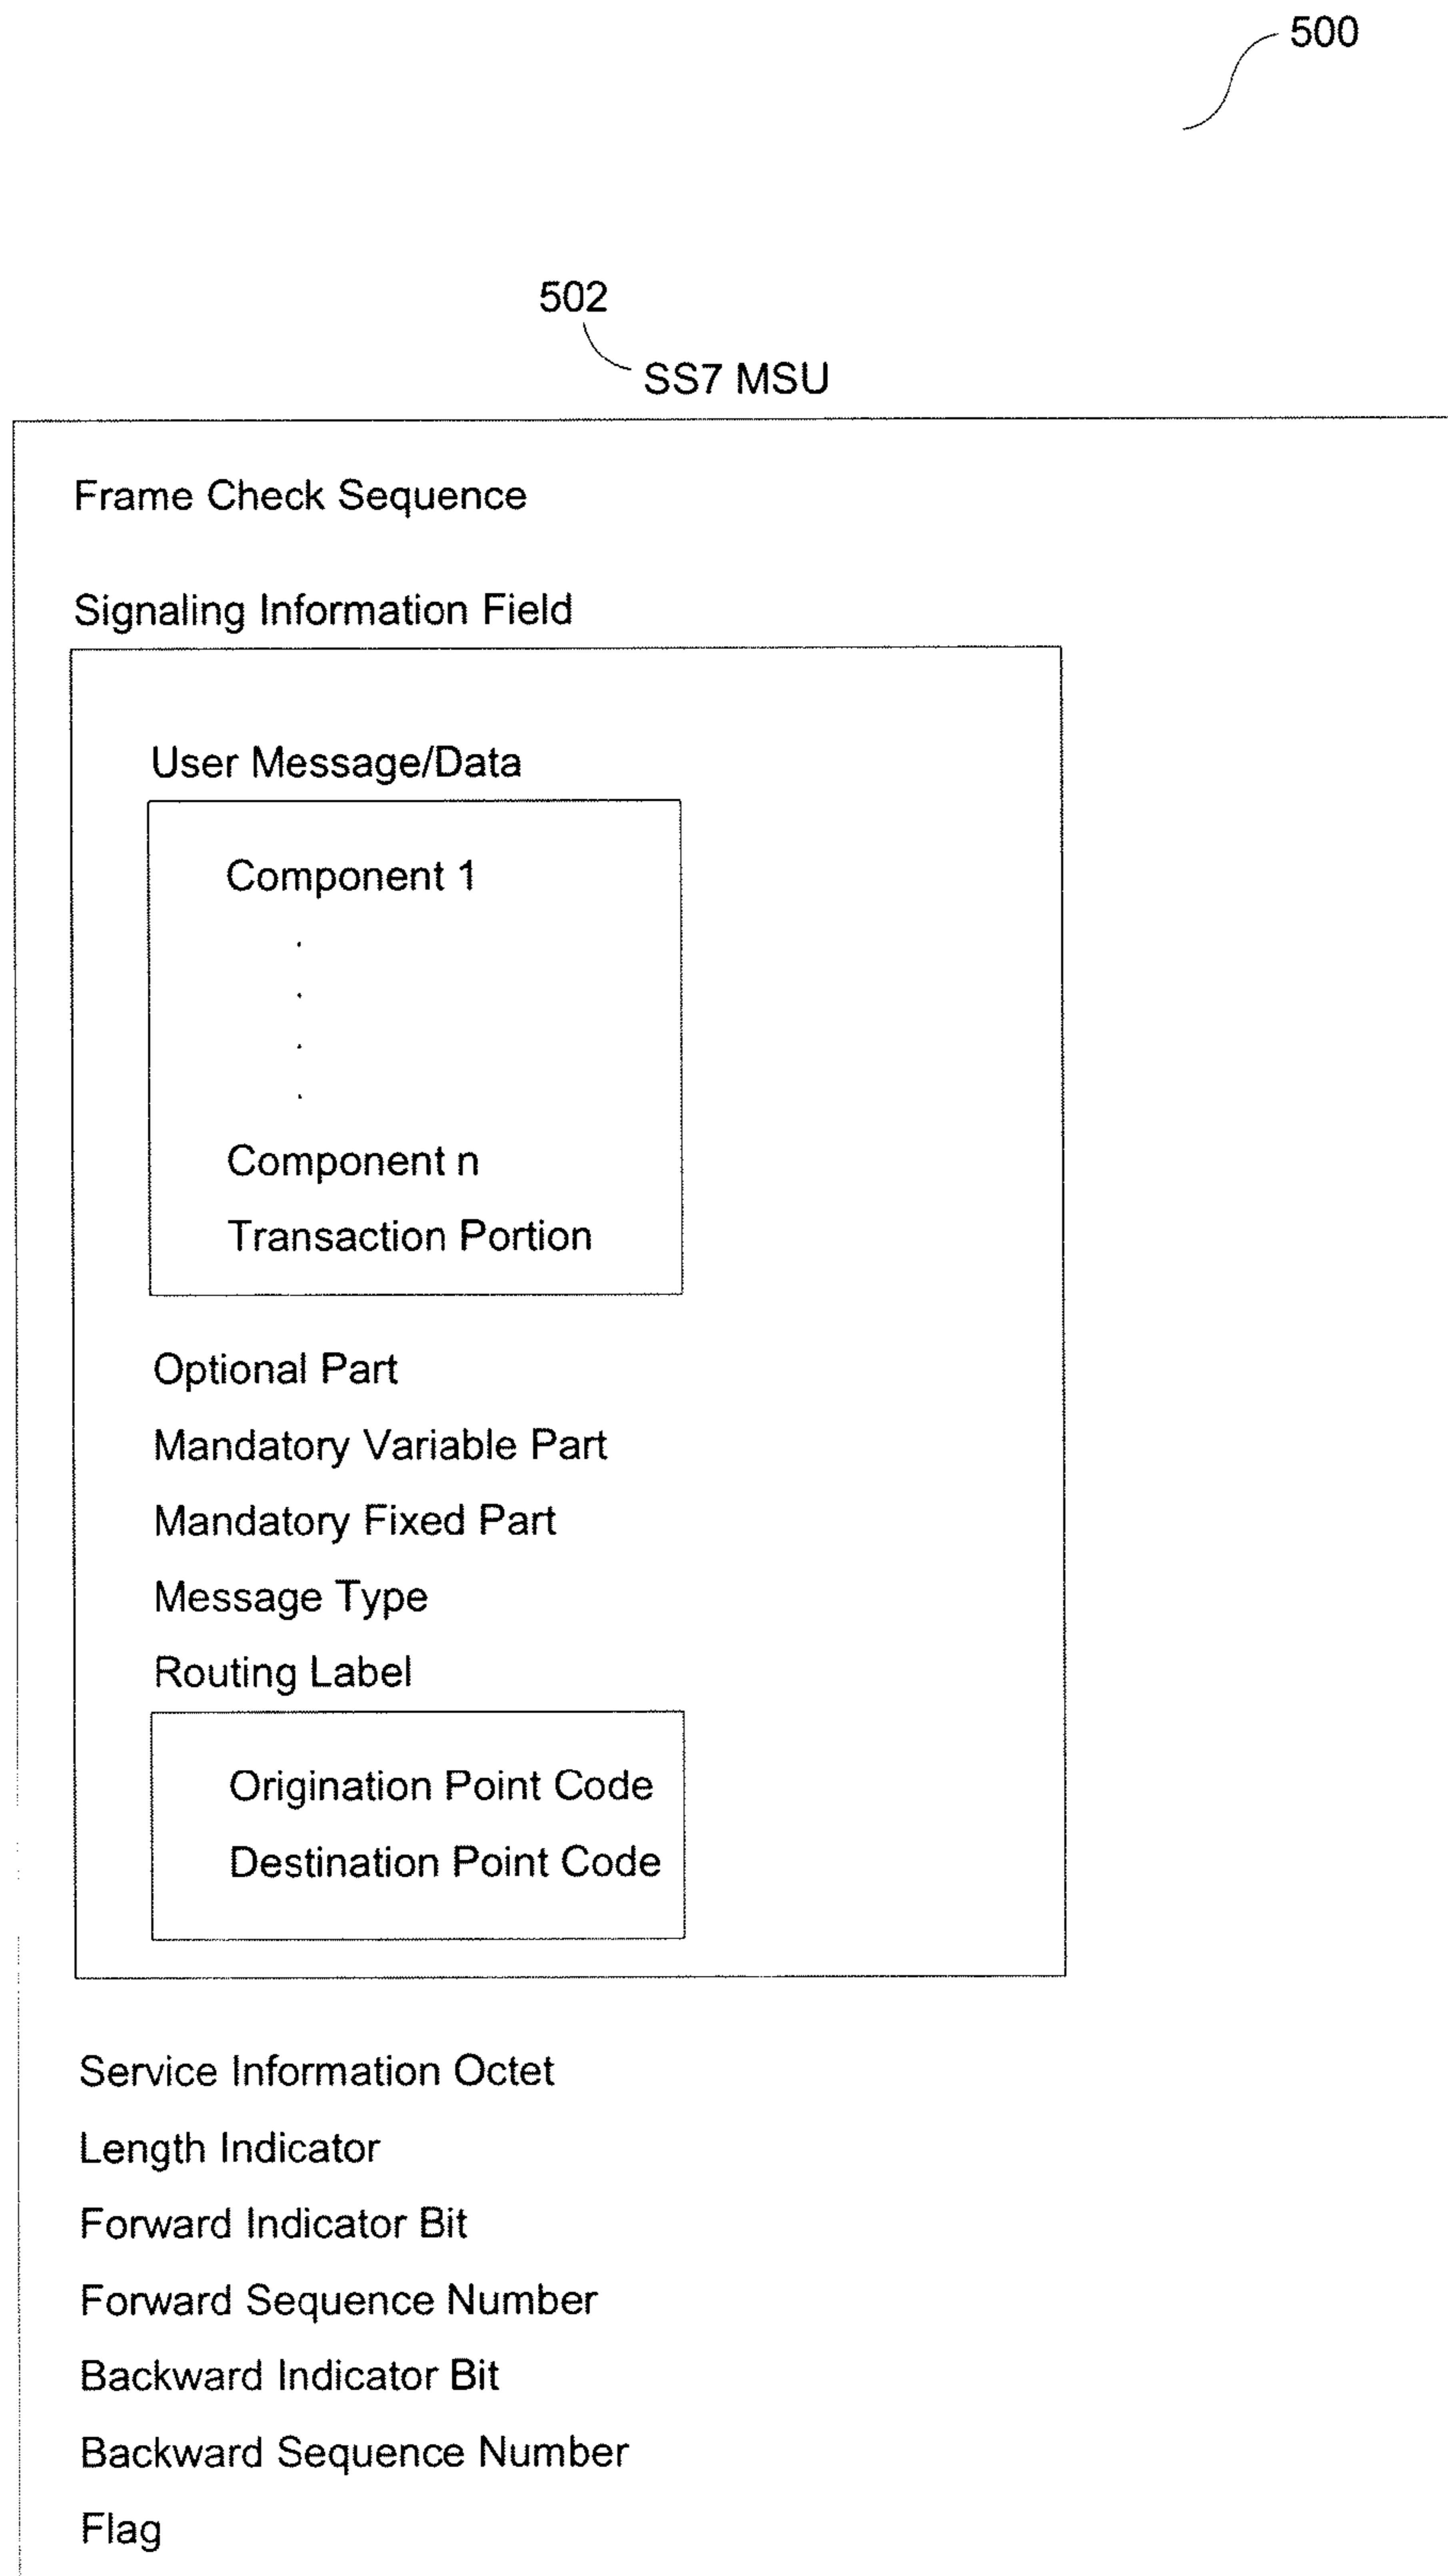 500
502
SS7 MSU
Frame Check Sequence
Signaling Information Field
User Message/Data
Component 1
.
.
.
.
Component n
Transaction Portion
Optional Part
Mandatory Variable Part
Mandatory Fixed Part
Message Type
Routing Label
Origination Point Code
Destination Point Code
Service Information Octet
Length Indicator
Forward Indicator Bit
Forward Sequence Number
Backward Indicator Bit
Backward Sequence Number
Flag